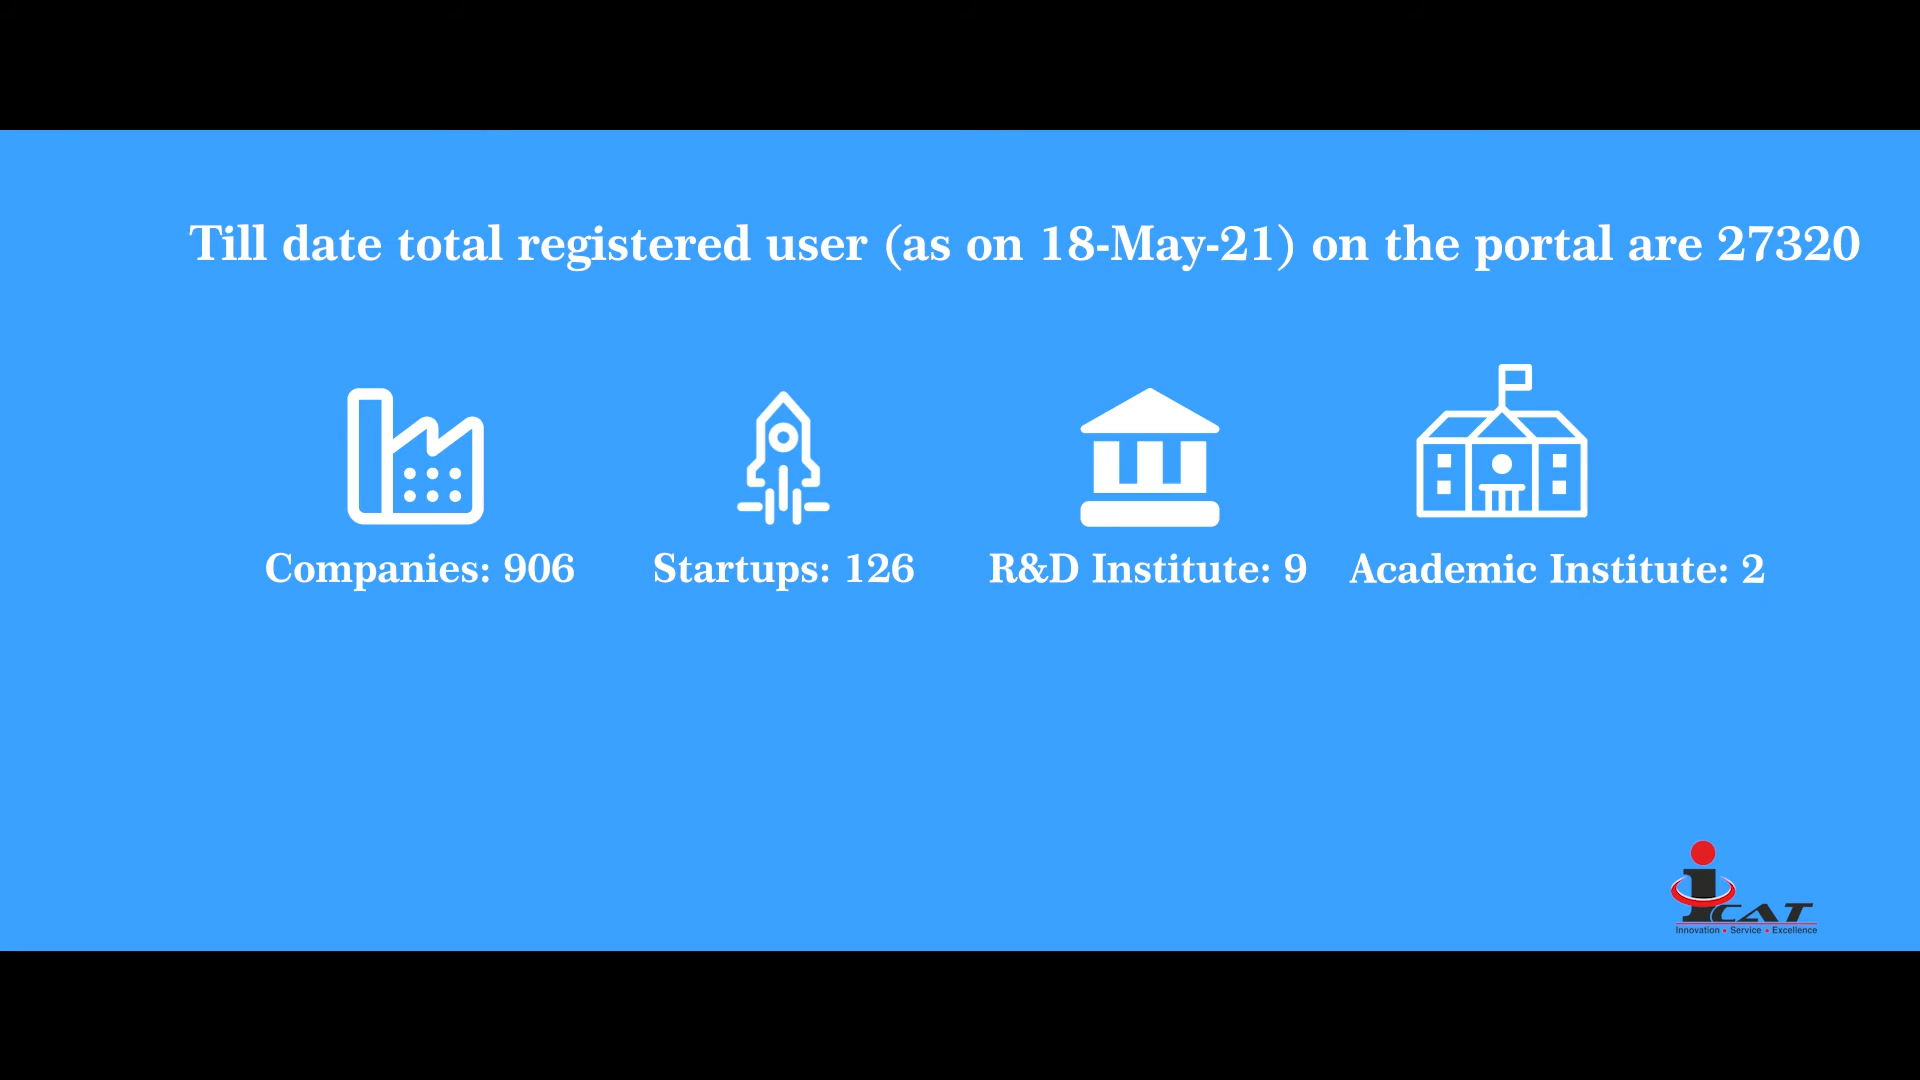 Till date total registered user (as on 18-May-21) on the portal are 27320
Companies: 906
Startups: 126
R&D Institute: 9
Academic Institute: 2
iCAT
Innovation • Service • Excellence